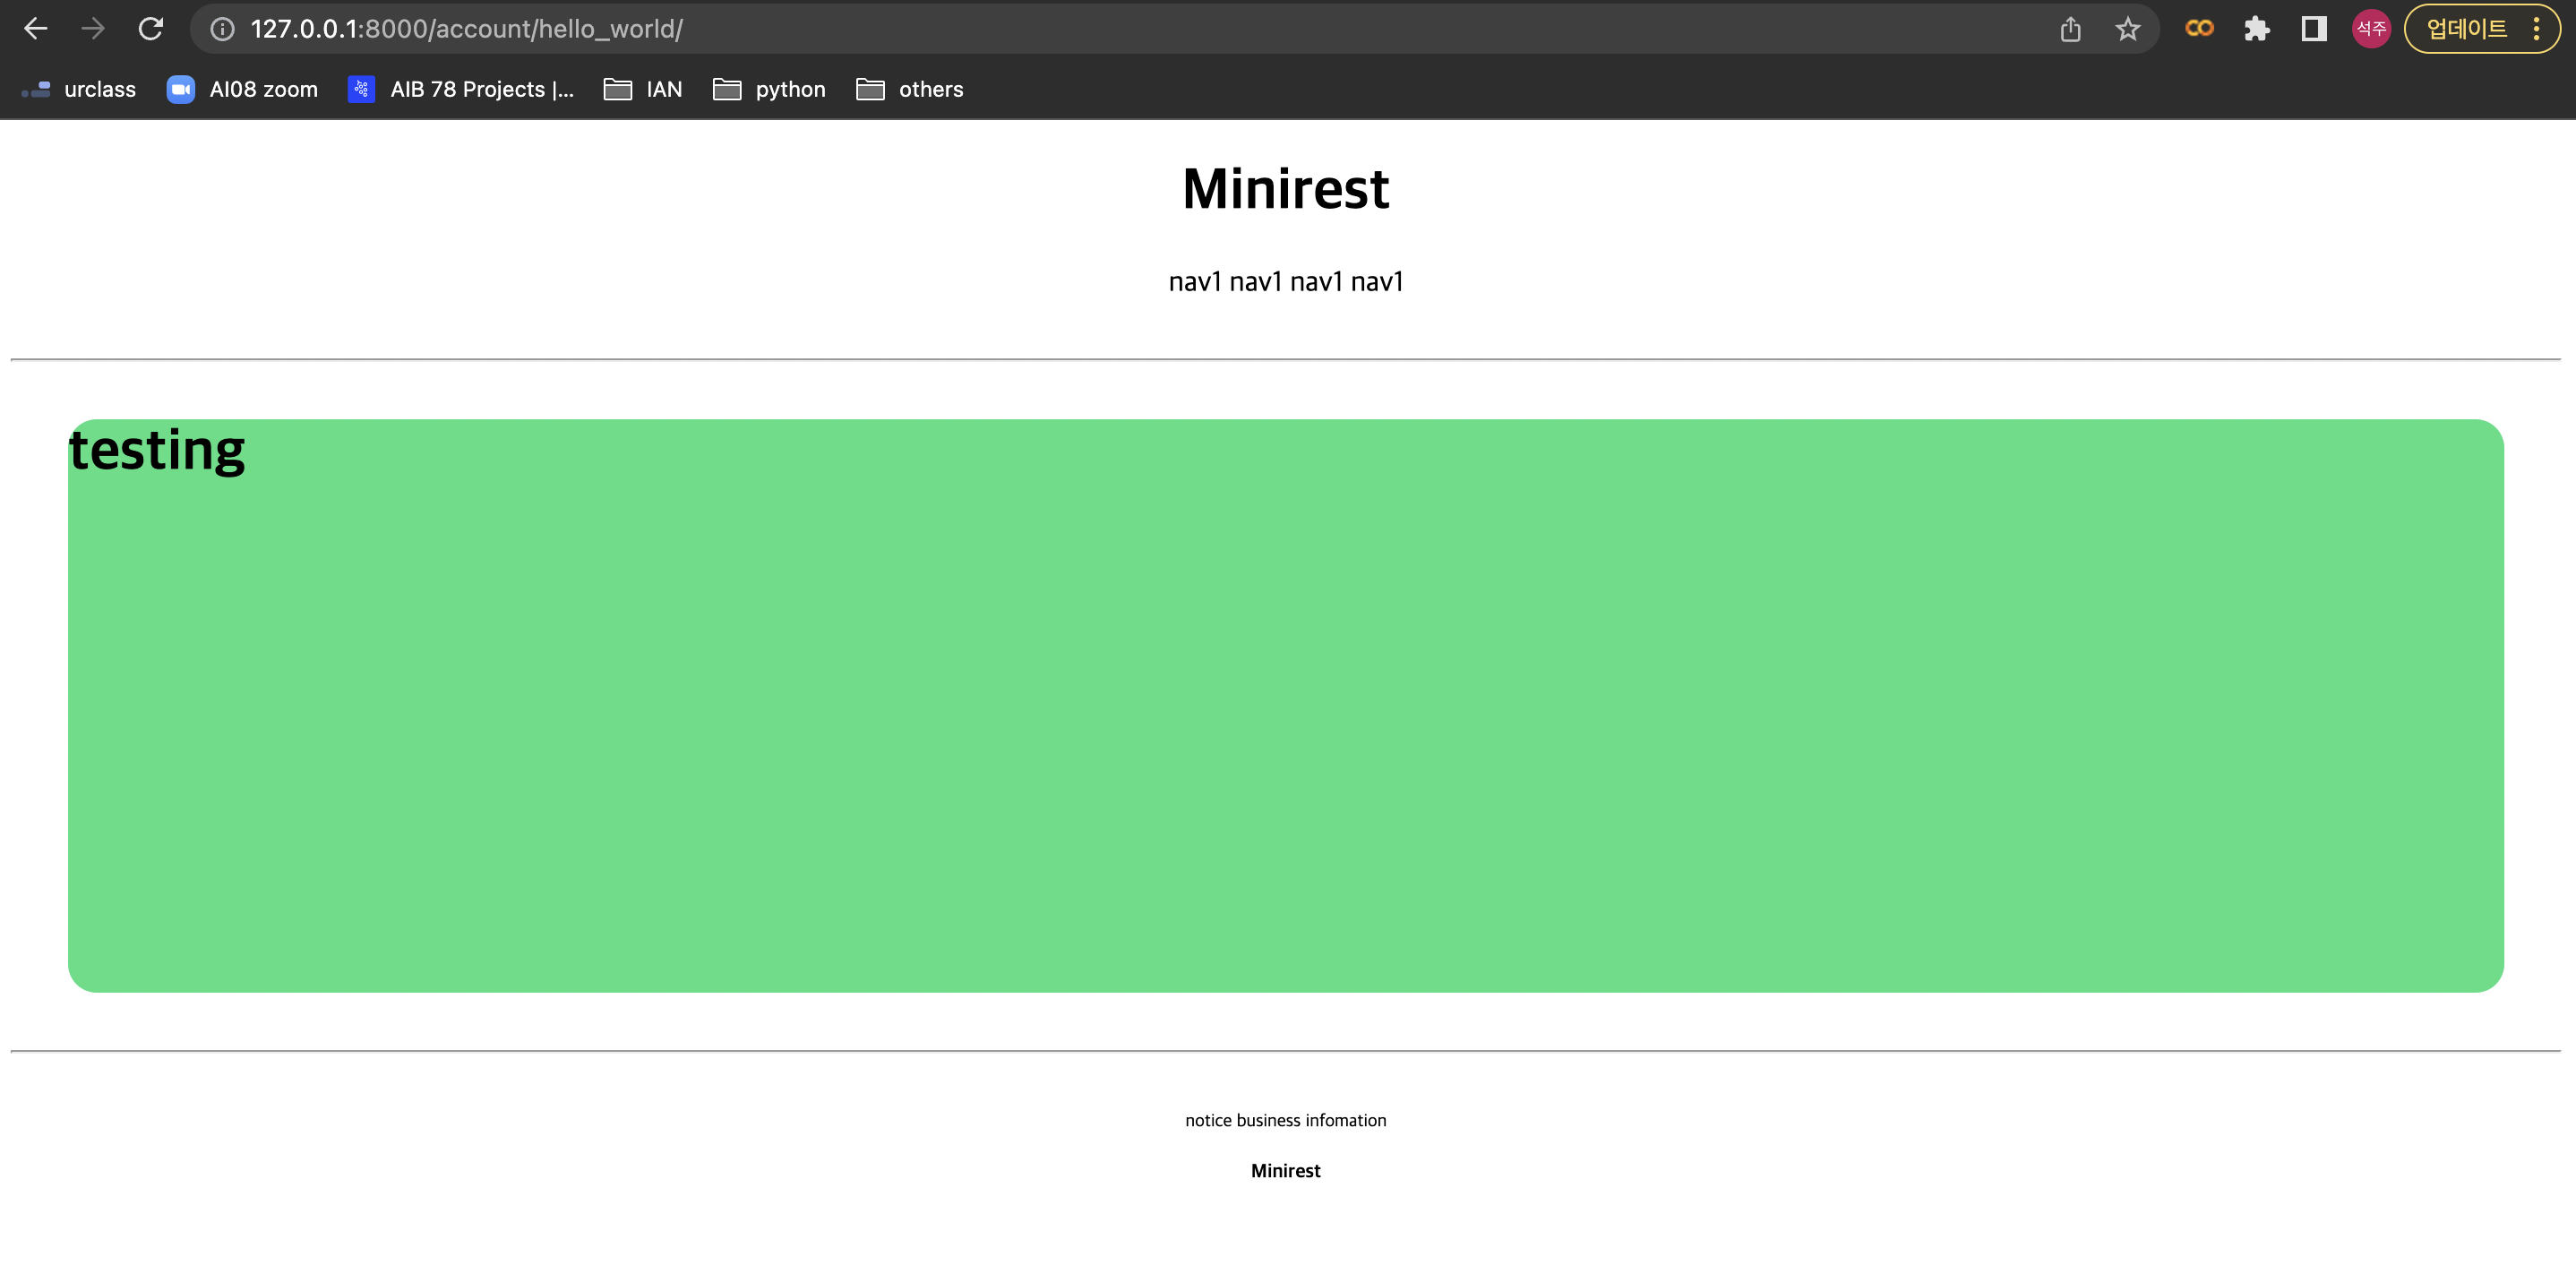 127.0.0.1:8000/account/hello_world/
석주
업데이트
urclass
AI08 zoom
AIB 78 Projects |...
IAN
python
others
Minirest
nav1 nav1 nav1 nav1
testing
notice business infomation
Minirest